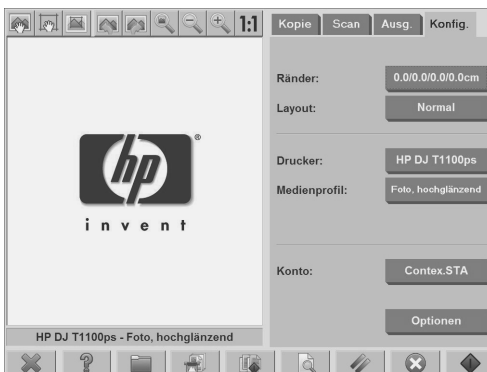 1:1
Kopie Scan Ausg. Konfig.
Ränder: 0.0/0.0/0.0/0.0cm
Layout: Normal
hp®
invent
Drucker: HP DJ T1100ps
Medienprofil: Foto, hochglänzend
Konto: Contex.STA
Optionen
HP DJ T1100ps - Foto, hochglänzend